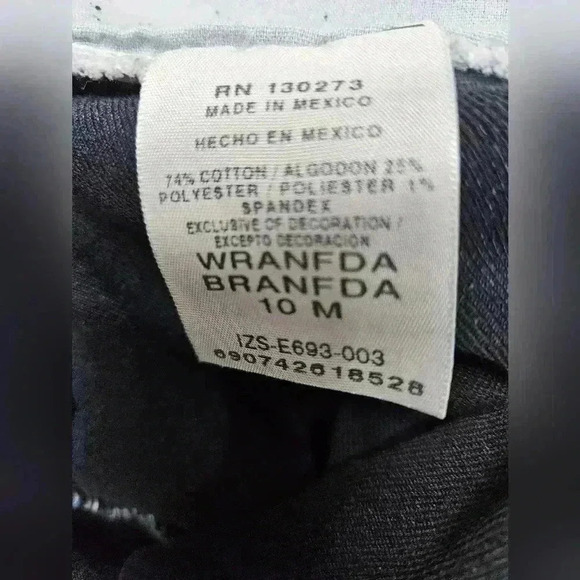 RN 130273
MADE IN MEXICO
HECHO EN MEXICO
74% COTTON / ALGODON 25%
POLYESTER / POLIESTER 1%
SPANDEX
EXCLUSIVE OF DECORATION /
EXCEPTO DECORACION
WRANFDA
BRANFDA
10 M
IZS-E693-003
690742618528